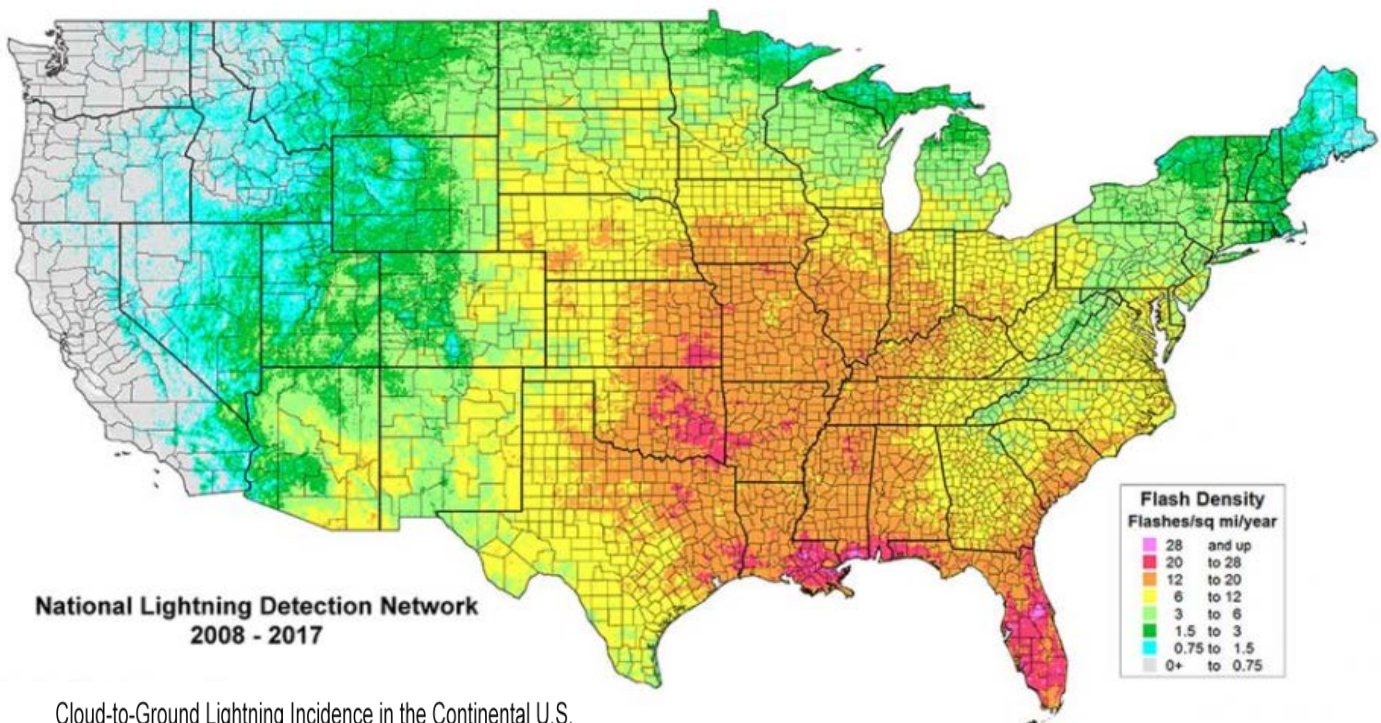 National Lightning Detection Network
2008 - 2017
Flash Density
Flashes/sq mi/year
28 and up
20 to 28
12 to 20
6 to 12
3 to 6
1.5 to 3
0.75 to 1.5
0+ to 0.75
Cloud-to-Ground Lightning Incidence in the Continental U.S.